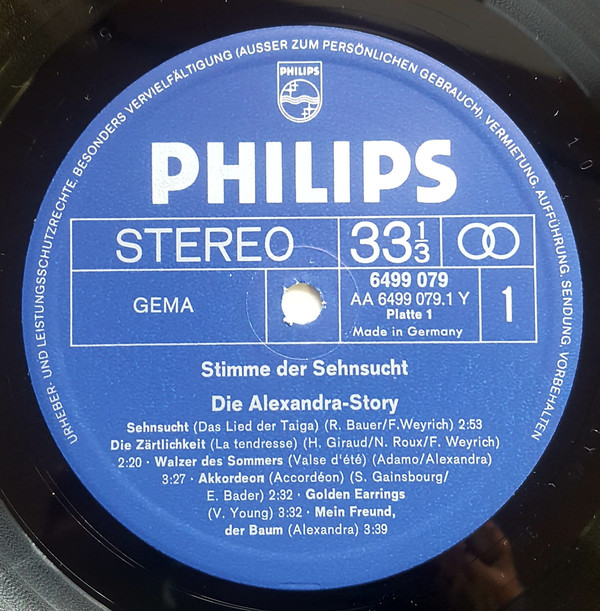 URHEBER- UND LEISTUNGSSCHUTZRECHTE, BESONDERS VERVIELFÄLTIGUNG (AUSSER ZUM PERSÖNLICHEN GEBRAUCH), VERMIETUNG, AUFFÜHRUNG, SENDUNG, VORBEHALTEN
PHILIPS
PHILIPS
STEREO 33⅓
GEMA
6499 079
AA 6499 079.1 Y
Platte 1
Made in Germany
1
Stimme der Sehnsucht
Die Alexandra-Story
Sehnsucht (Das Lied der Taiga) (R. Bauer/F.Weyrich) 2:53
Die Zärtlichkeit (La tendresse) (H. Giraud/N. Roux/F. Weyrich)
2:20 · Walzer des Sommers (Valse d'été) (Adamo/Alexandra)
3:27 · Akkordeon (Accordéon) (S. Gainsbourg/
E. Bader) 2:32 · Golden Earrings
(V. Young) 3:32 · Mein Freund,
der Baum (Alexandra) 3:39